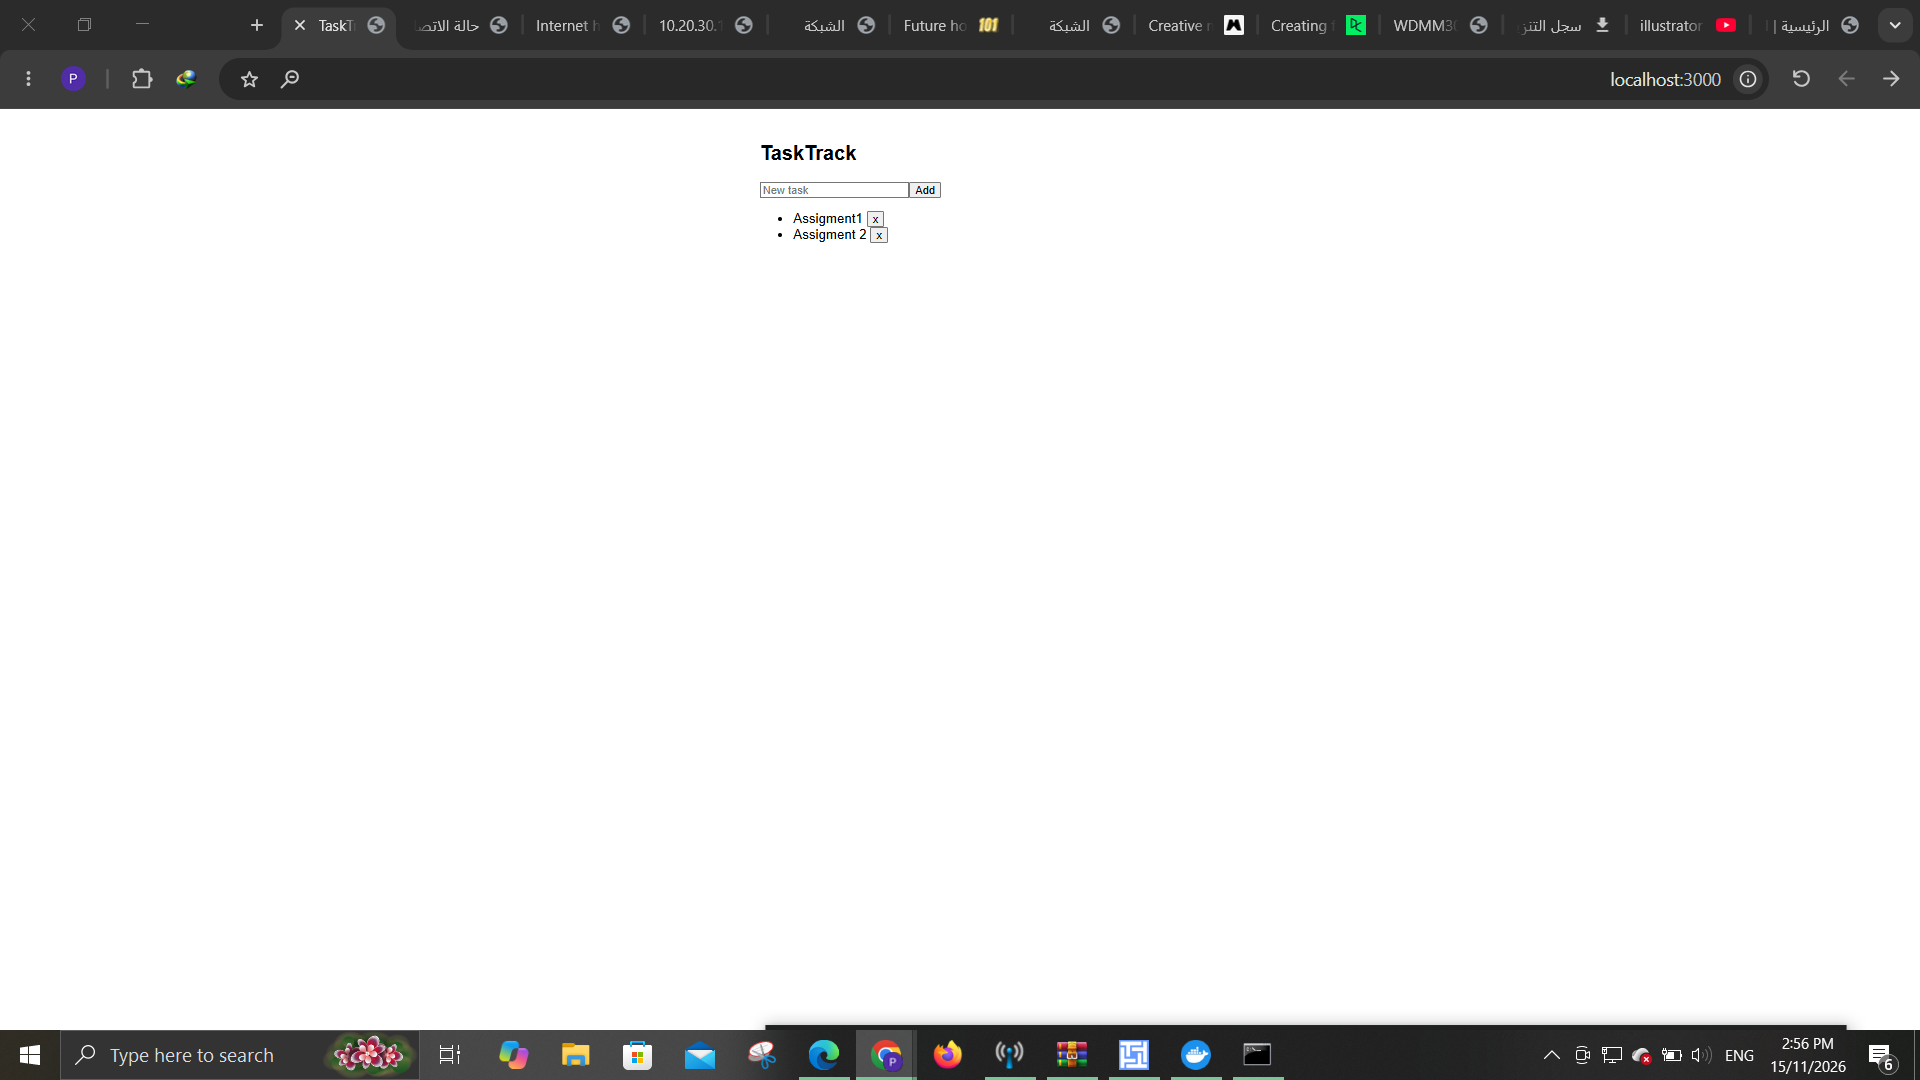 TaskT
حالة الاتصا
Internet h
10.20.30.1
الشبكة
Future ho
101
الشبكة
Creative
Creating
WDMM30
سجل التنز
illustrator
الرئيسية |
P
localhost:3000
TaskTrack
New task
Add
• Assigment1 x
• Assigment 2 x
Type here to search
P
ENG
2:56 PM
15/11/2026
6